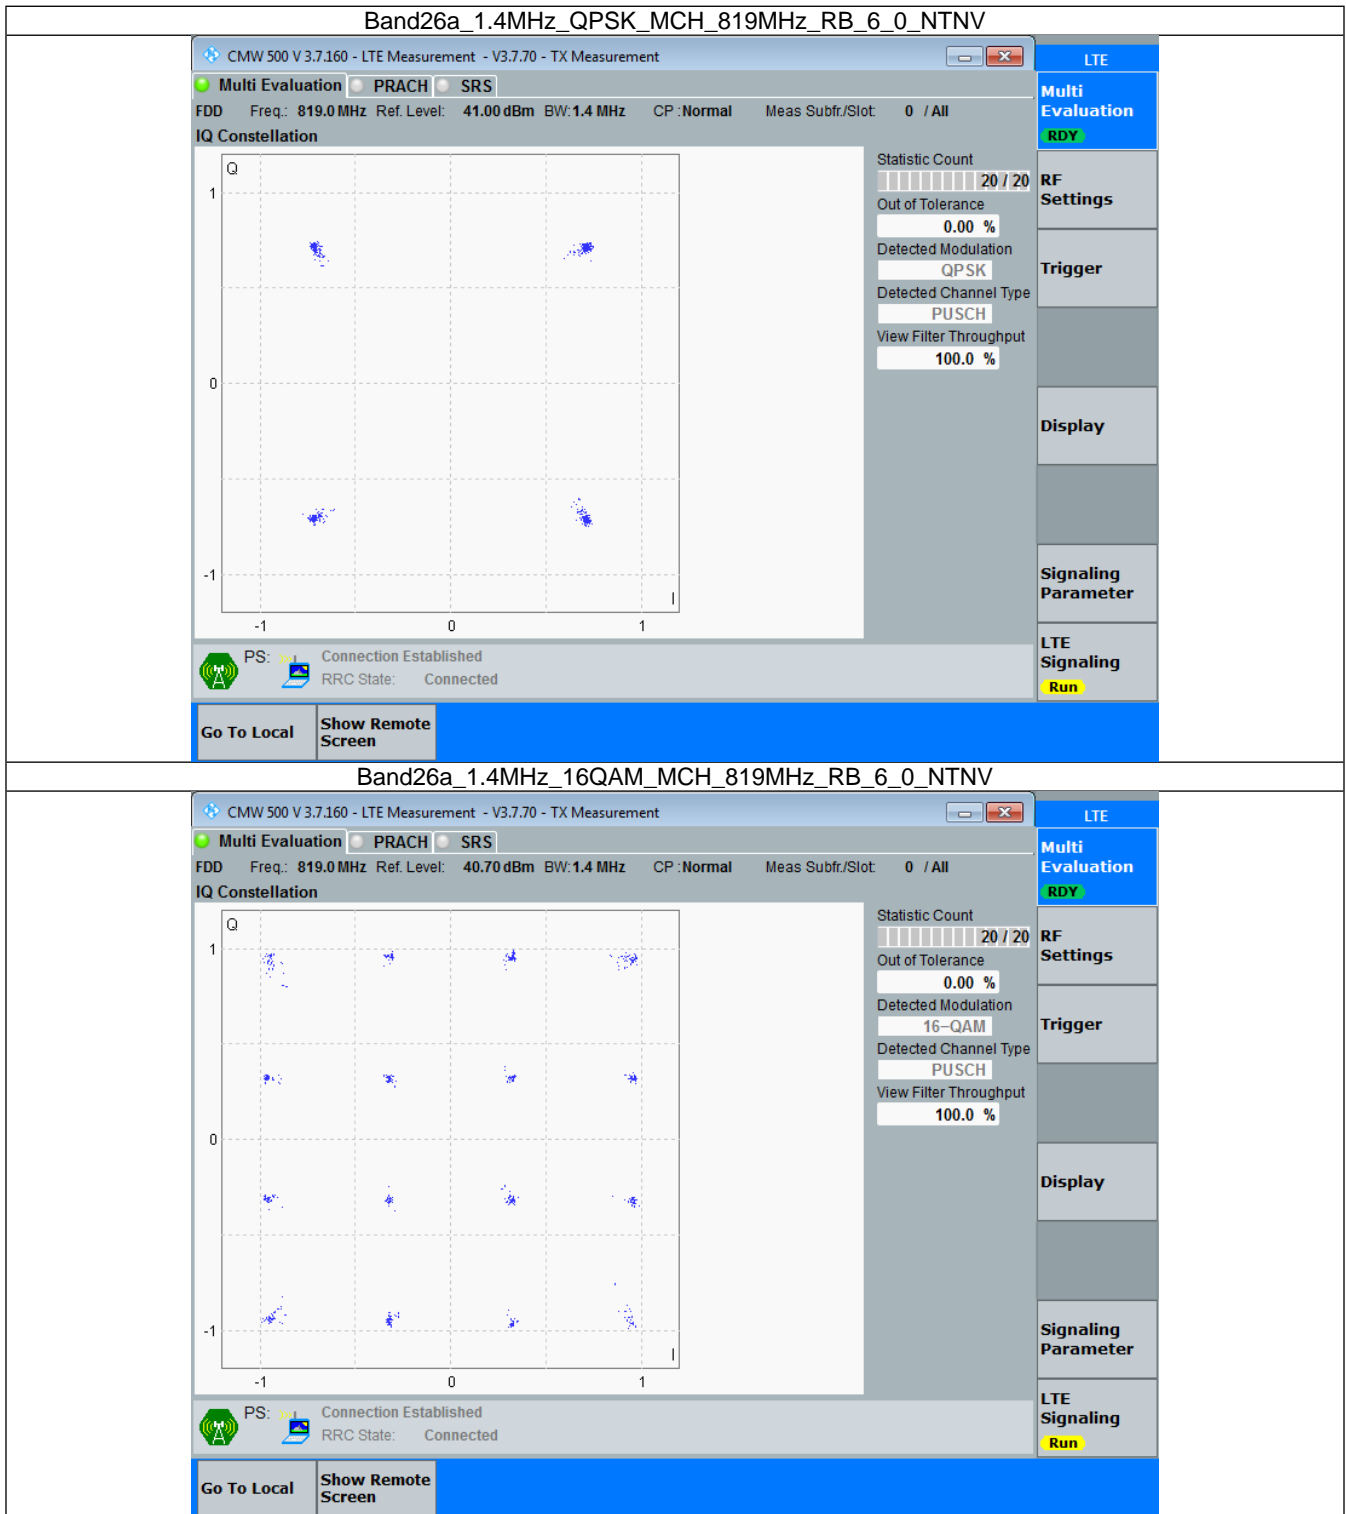 Band26a_1.4MHz_QPSK_MCH_819MHz_RB_6_0_NTNV
CMW 500 V 3.7.160 - LTE Measurement - V3.7.70 - TX Measurement
LTE
Multi Evaluation PRACH SRS
Multi
Evaluation
RDY
FDD Freq.: 819.0 MHz Ref. Level: 41.00 dBm BW: 1.4 MHz CP : Normal Meas Subfr./Slot: 0 / All
IQ Constellation
Q
1
0
-1
I
-1 0 1
Statistic Count
20 / 20
Out of Tolerance
0.00 %
Detected Modulation
QPSK
Detected Channel Type
PUSCH
View Filter Throughput
100.0 %
RF
Settings
Trigger
Display
Signaling
Parameter
LTE
Signaling
Run
PS: Connection Established
RRC State: Connected
Go To Local
Show Remote
Screen
Band26a_1.4MHz_16QAM_MCH_819MHz_RB_6_0_NTNV
CMW 500 V 3.7.160 - LTE Measurement - V3.7.70 - TX Measurement
LTE
Multi Evaluation PRACH SRS
Multi
Evaluation
RDY
FDD Freq.: 819.0 MHz Ref. Level: 40.70 dBm BW: 1.4 MHz CP : Normal Meas Subfr./Slot: 0 / All
IQ Constellation
Q
1
0
-1
I
-1 0 1
Statistic Count
20 / 20
Out of Tolerance
0.00 %
Detected Modulation
16-QAM
Detected Channel Type
PUSCH
View Filter Throughput
100.0 %
RF
Settings
Trigger
Display
Signaling
Parameter
LTE
Signaling
Run
PS: Connection Established
RRC State: Connected
Go To Local
Show Remote
Screen